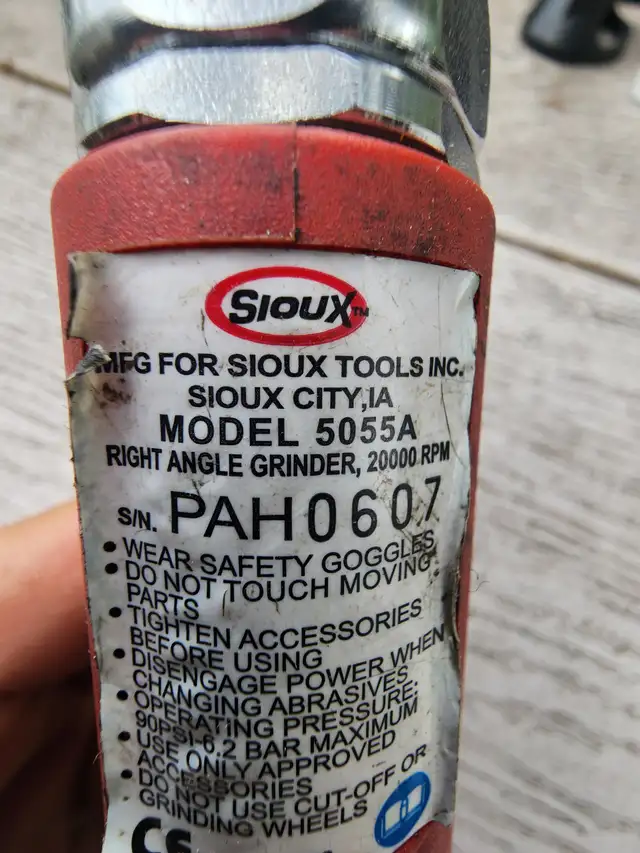 SIOUX™
MFG FOR SIOUX TOOLS INC.
SIOUX CITY,IA
MODEL 5055A
RIGHT ANGLE GRINDER, 20000 RPM
S/N. PAH0607
• WEAR SAFETY GOGGLES
• DO NOT TOUCH MOVING
PARTS
• TIGHTEN ACCESSORIES
BEFORE USING
• DISENGAGE POWER WHEN
CHANGING ABRASIVES
• OPERATING PRESSURE:
90PSI-6.2 BAR MAXIMUM
• USE ONLY APPROVED
ACCESSORIES
• DO NOT USE CUT-OFF OR
GRINDING WHEELS
CE